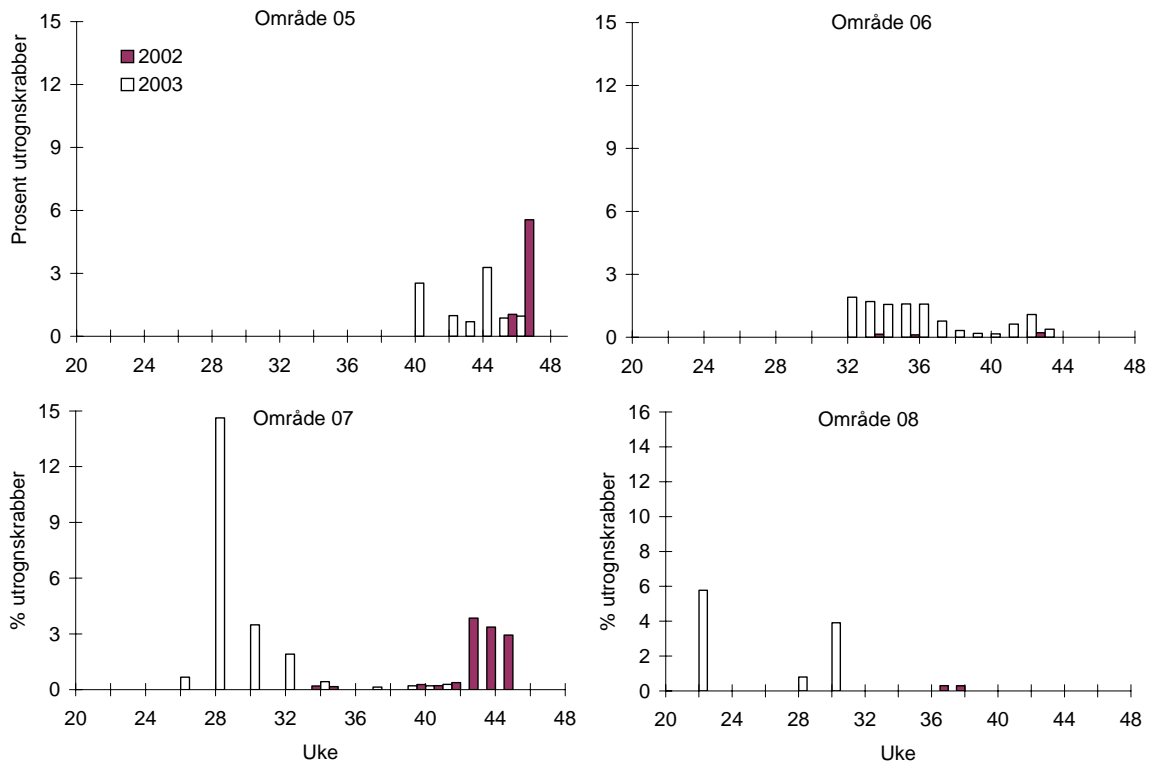 Område 05
Prosent utrognskrabber
15
12
9
6
3
0
2002
2003
20 24 28 32 36 40 44 48
Område 06
15
12
9
6
3
0
20 24 28 32 36 40 44 48
Område 07
% utrognskrabber
15
12
9
6
3
0
20 24 28 32 36 40 44 48
Uke
Område 08
% utrognskrabber
16
14
12
10
8
6
4
2
0
20 24 28 32 36 40 44 48
Uke